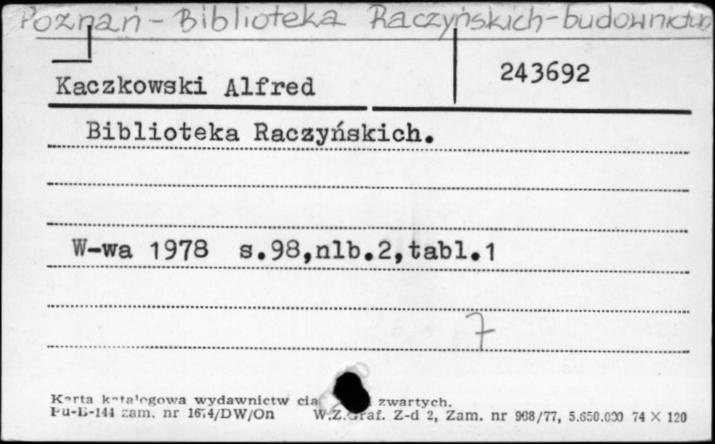 Poznań - Biblioteka Raczyńskich - budownictwo
243692
Kaczkowski Alfred
Biblioteka Raczyńskich.
W-wa 1978 s.98,nlb.2,tabl.1
7
Karta katalogowa wydawnictw zwartych.
Pu-B-144 zam. nr 1674/DW/On W.Z.Graf. Z-d 2, Zam. nr 908/77, 5.650.000 74 × 120